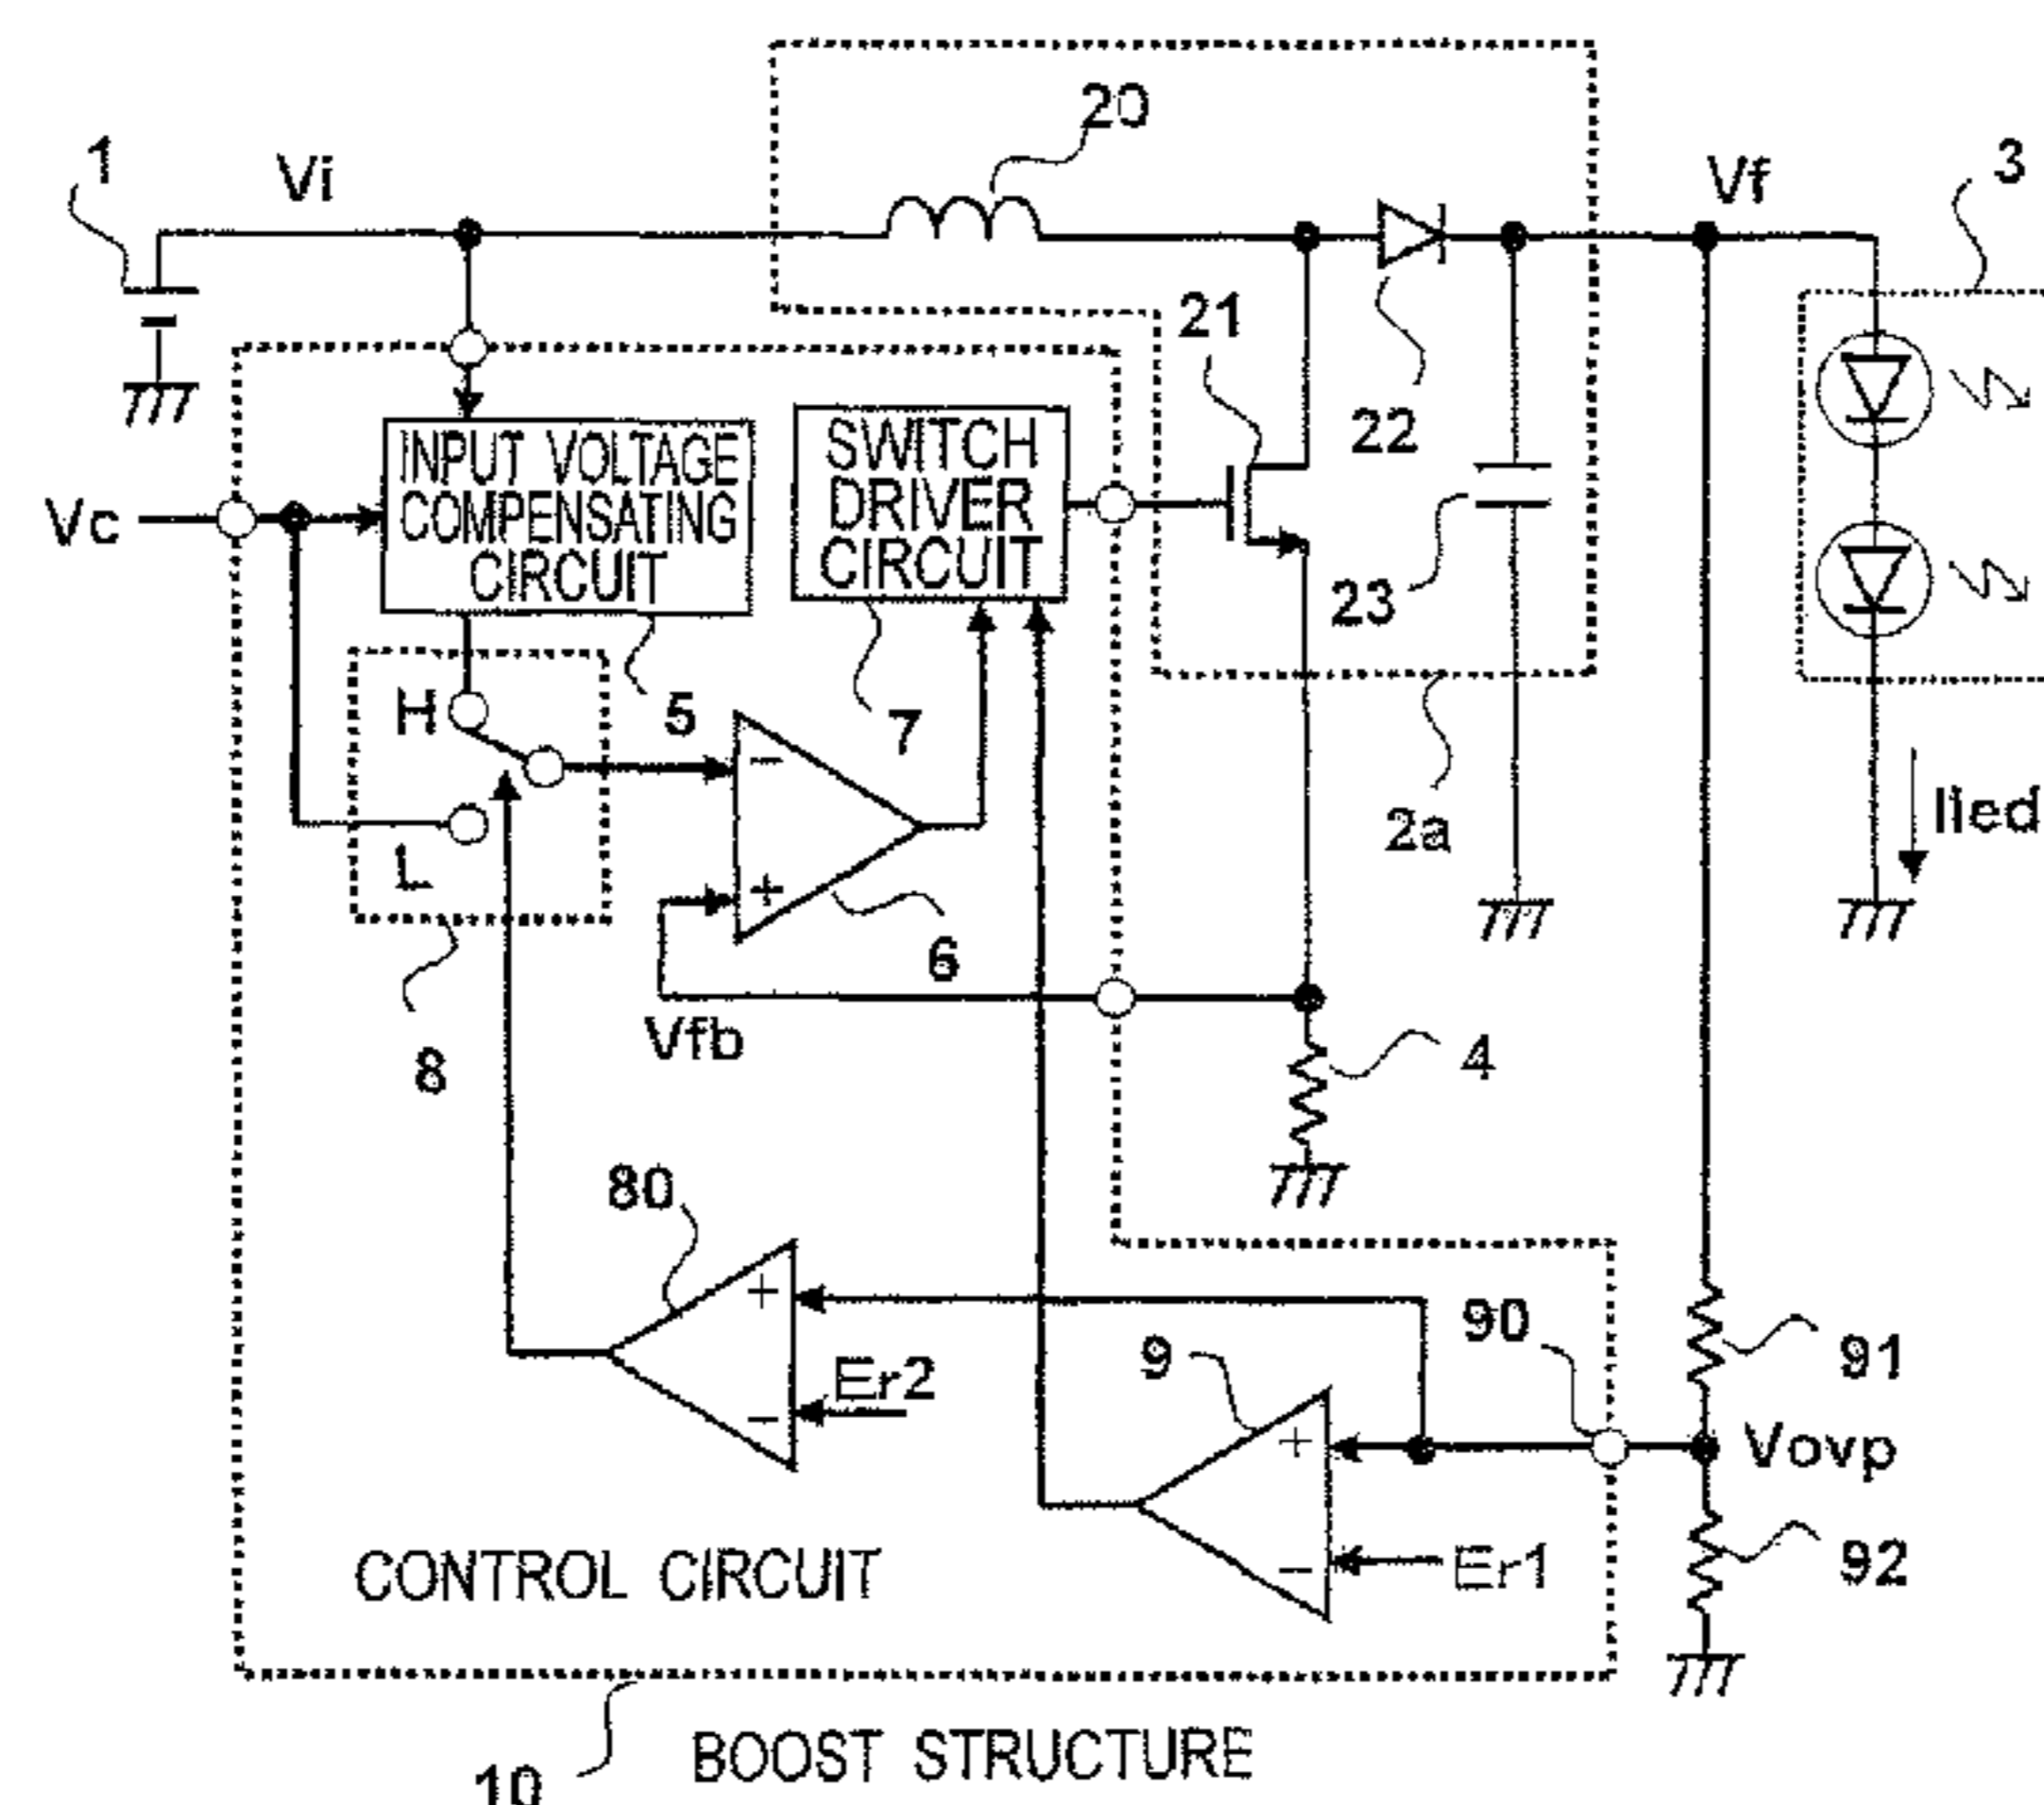 20
1
Vi
Vf
3
21
22
INPUT VOLTAGE
COMPENSATING
CIRCUIT
SWITCH
DRIVER
CIRCUIT
Vc
23
H
5
7
L
2a
Iled
6
Vfb
8
4
80
+
-
Er2
90
9
91
Vovp
+
-
Er1
92
CONTROL CIRCUIT
10
BOOST STRUCTURE